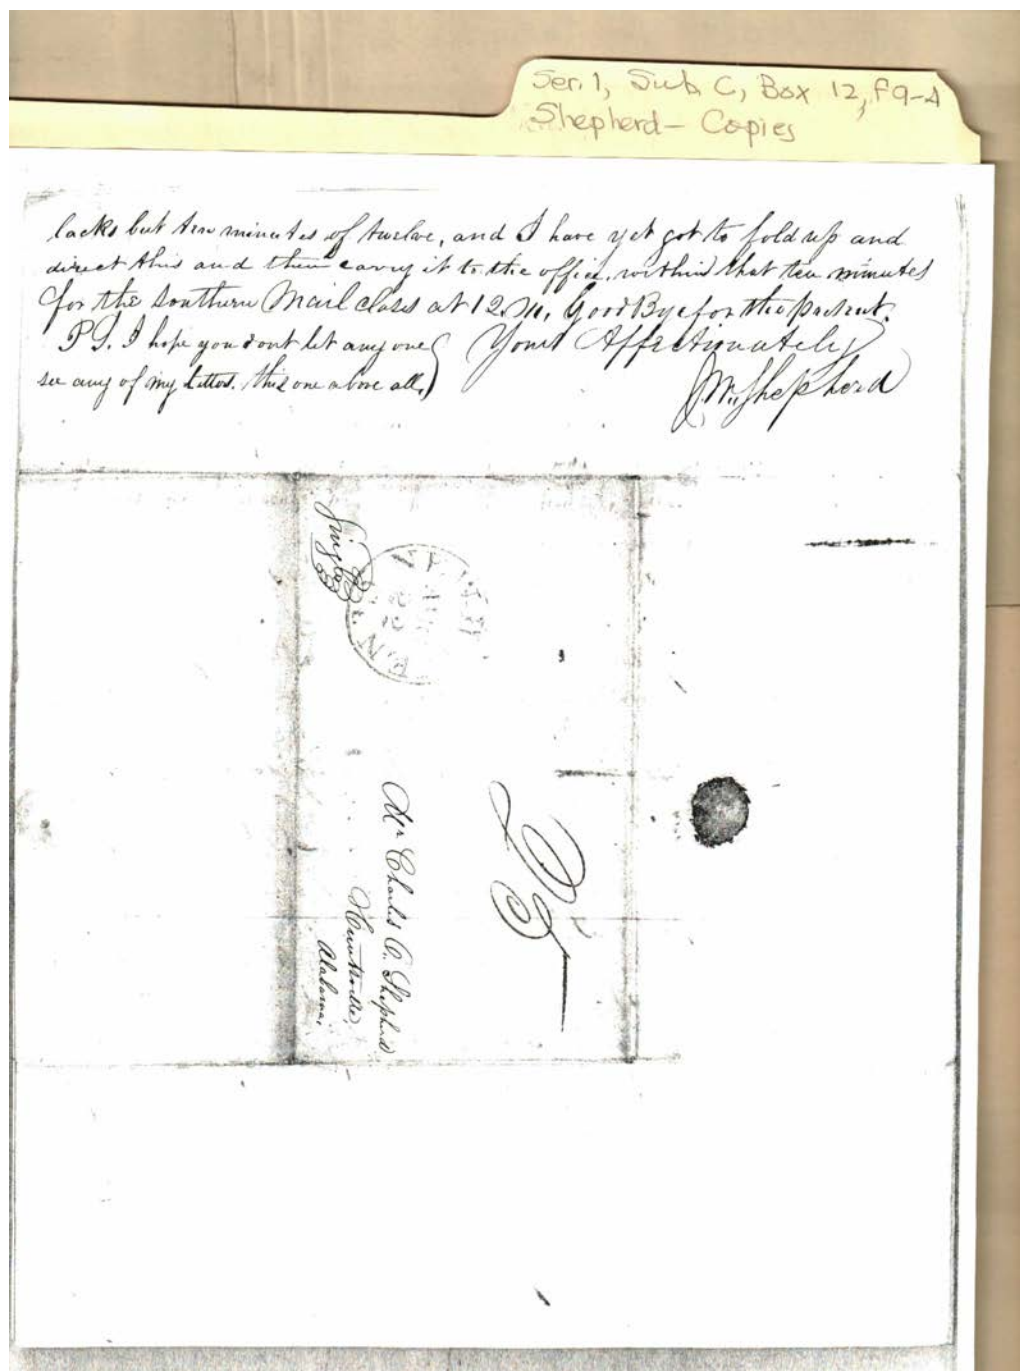 Ser. 1, Sub C, Box 12, F9-A
Shepherd - Copies
lacks but ten minutes of twelve, and I have yet got to fold up and
direct this and then carry it to the office, within that ten minutes
for the Southern Mail closes at 12. M. Good Bye for the present.
P S. I hope you dont let any one
see any of my letters. this one above all.
Yours Affectionately
J. M. Shepherd
Single
Mr Charles C. Shepherd
Huntsville,
Alabama.